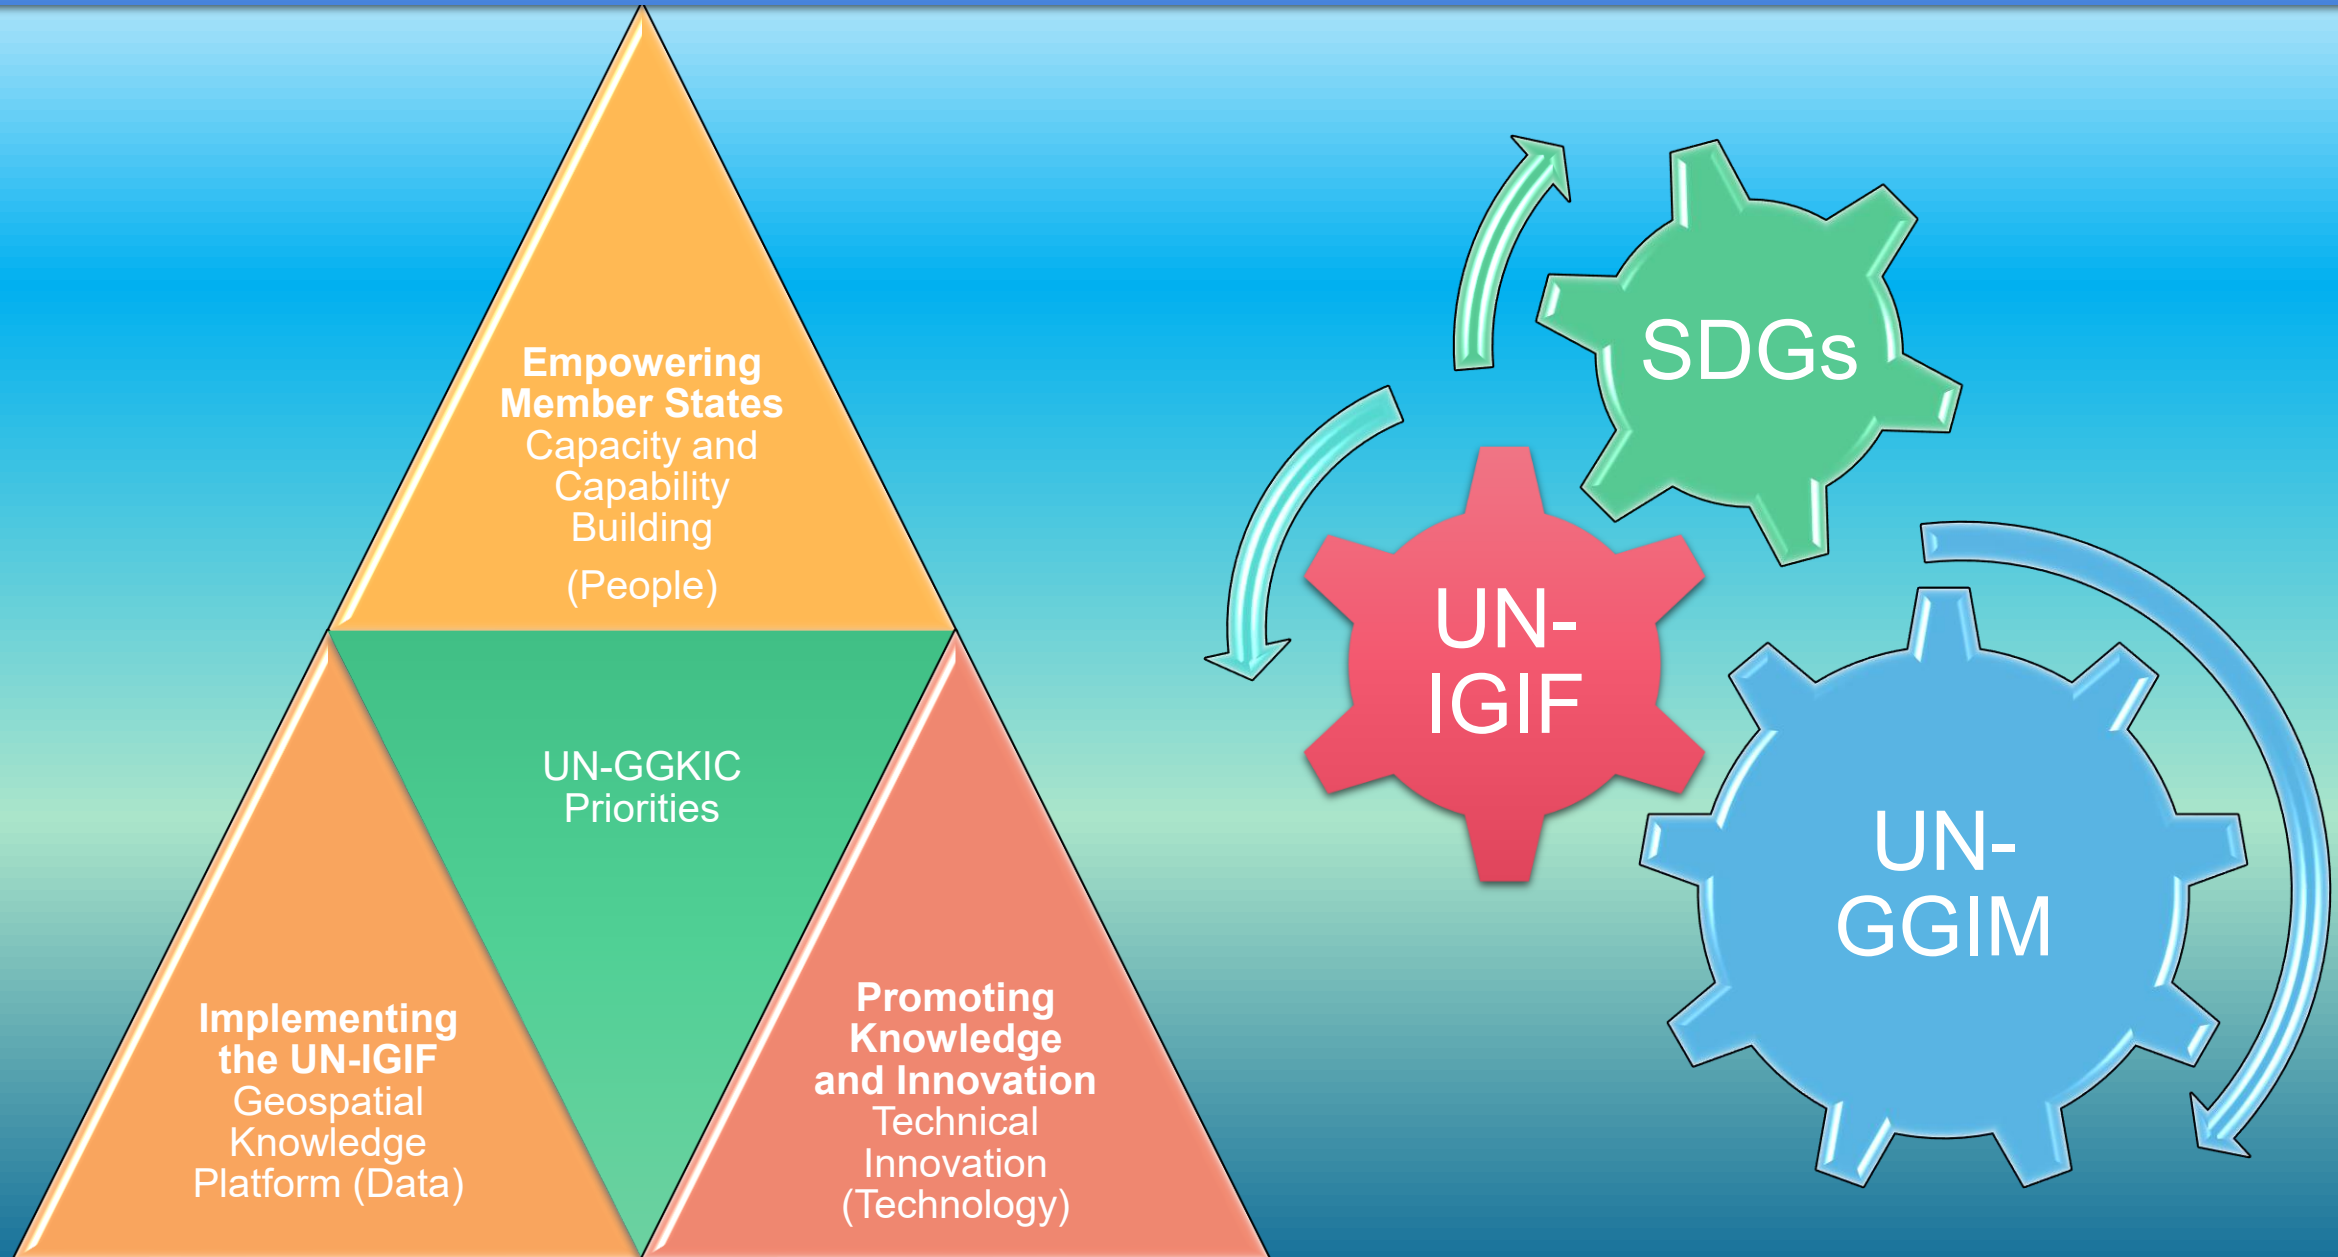 Empowering
Member States
Capacity and
Capability
Building
(People)
UN-GGKIC
Priorities
Implementing
the UN-IGIF
Geospatial
Knowledge
Platform (Data)
Promoting
Knowledge
and Innovation
Technical
Innovation
(Technology)
SDGs
UN-
IGIF
UN-
GGIM